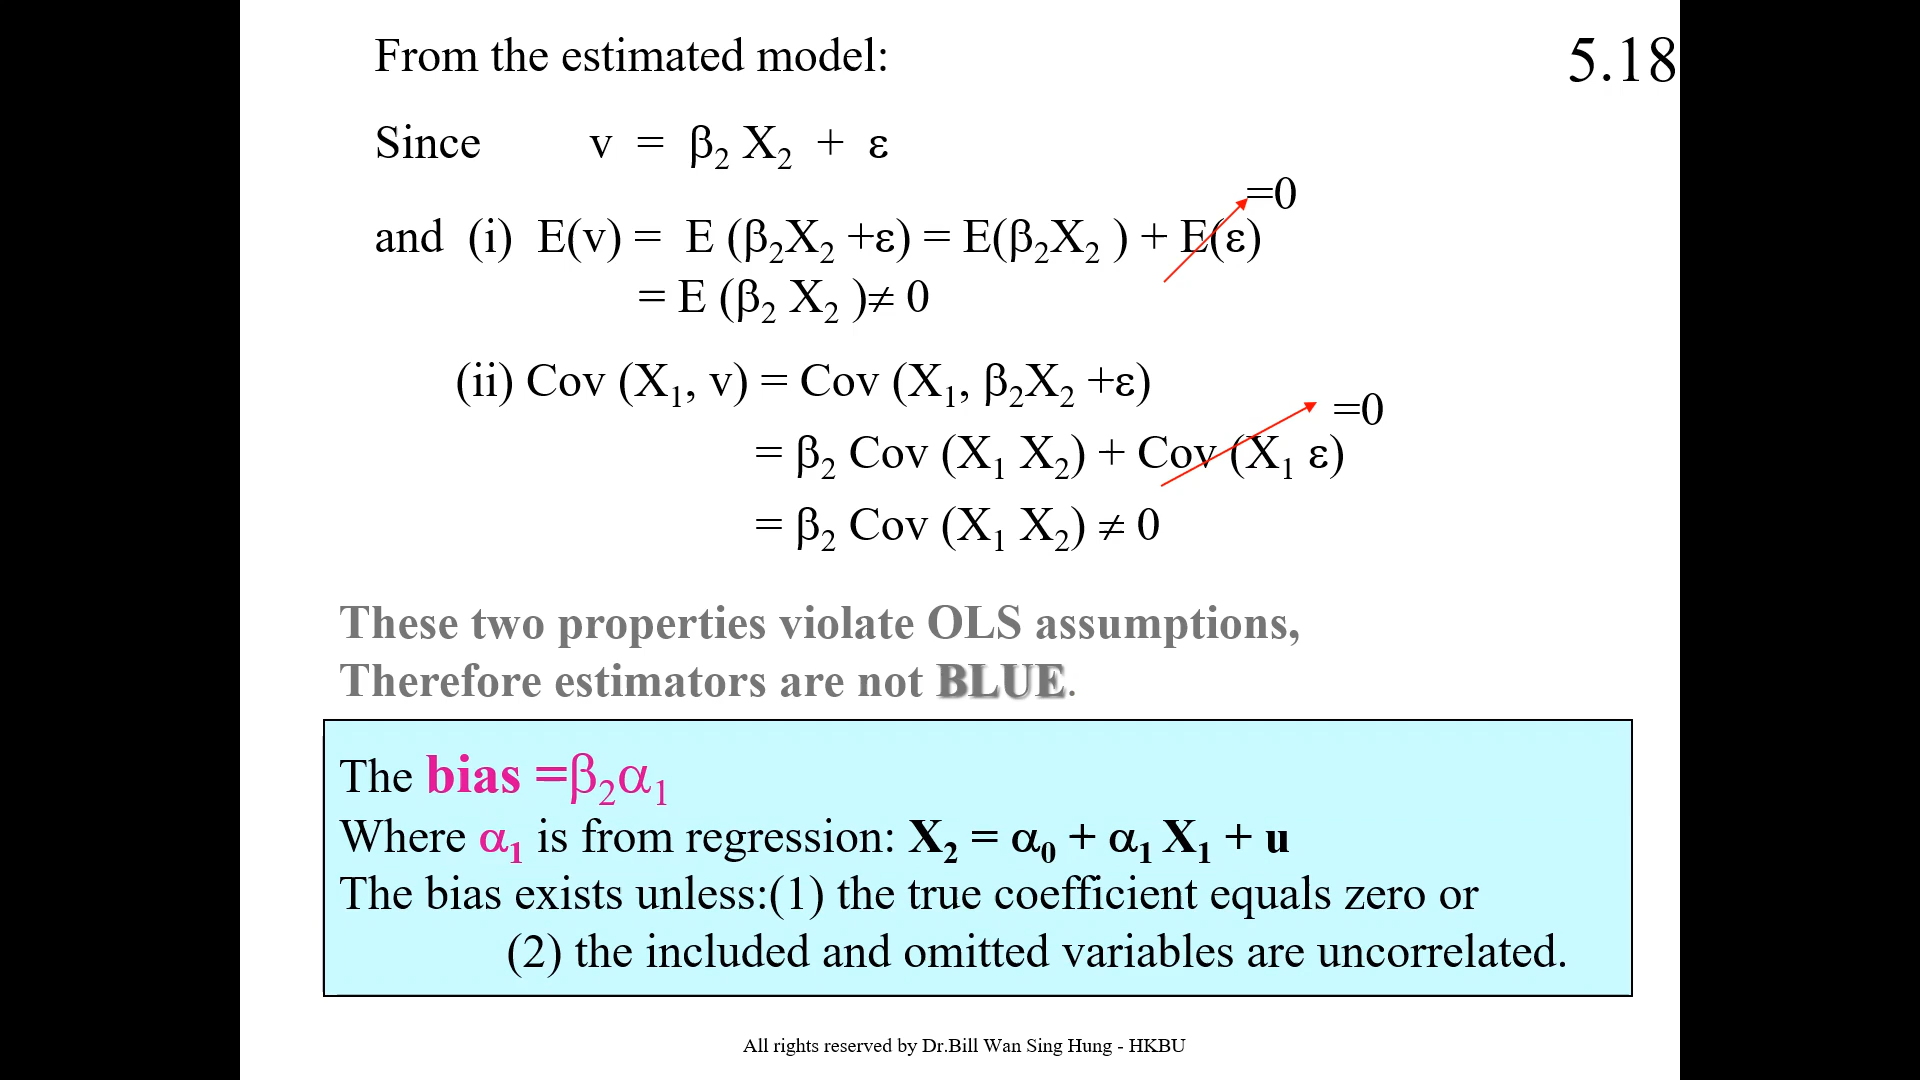 From the estimated model:
5.18
Since v = β₂ X₂ + ε
=0
and (i) E(v) = E (β₂X₂ +ε) = E(β₂X₂ ) + E(ε)
= E (β₂ X₂ )≠ 0
(ii) Cov (X₁, v) = Cov (X₁, β₂X₂ +ε)
=0
= β₂ Cov (X₁ X₂) + Cov (X₁ ε)
= β₂ Cov (X₁ X₂) ≠ 0
These two properties violate OLS assumptions,
Therefore estimators are not BLUE.
The bias =β₂α₁
Where α₁ is from regression: X₂ = α₀ + α₁ X₁ + u
The bias exists unless:(1) the true coefficient equals zero or
(2) the included and omitted variables are uncorrelated.
All rights reserved by Dr.Bill Wan Sing Hung - HKBU